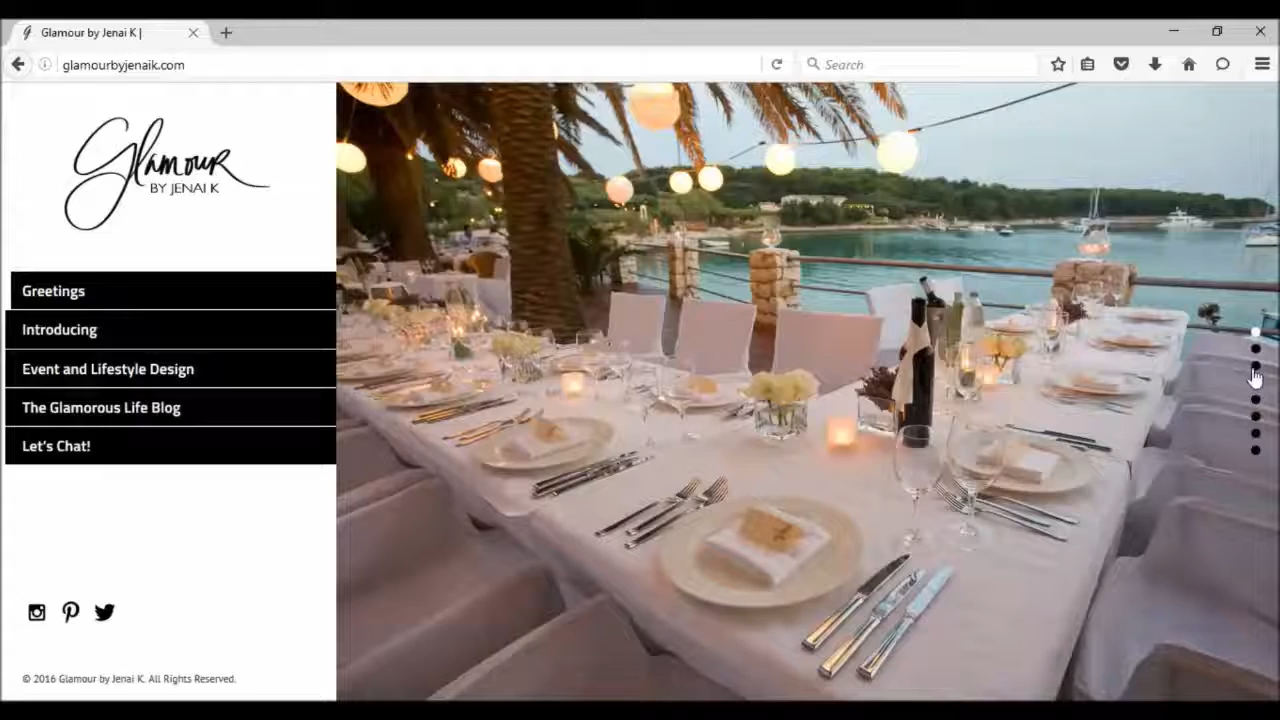 Glamour by Jenai K |
glamourbyjenaik.com
Search
Glamour
BY JENAI K
Greetings
Introducing
Event and Lifestyle Design
The Glamorous Life Blog
Let's Chat!
© 2016 Glamour by Jenai K. All Rights Reserved.